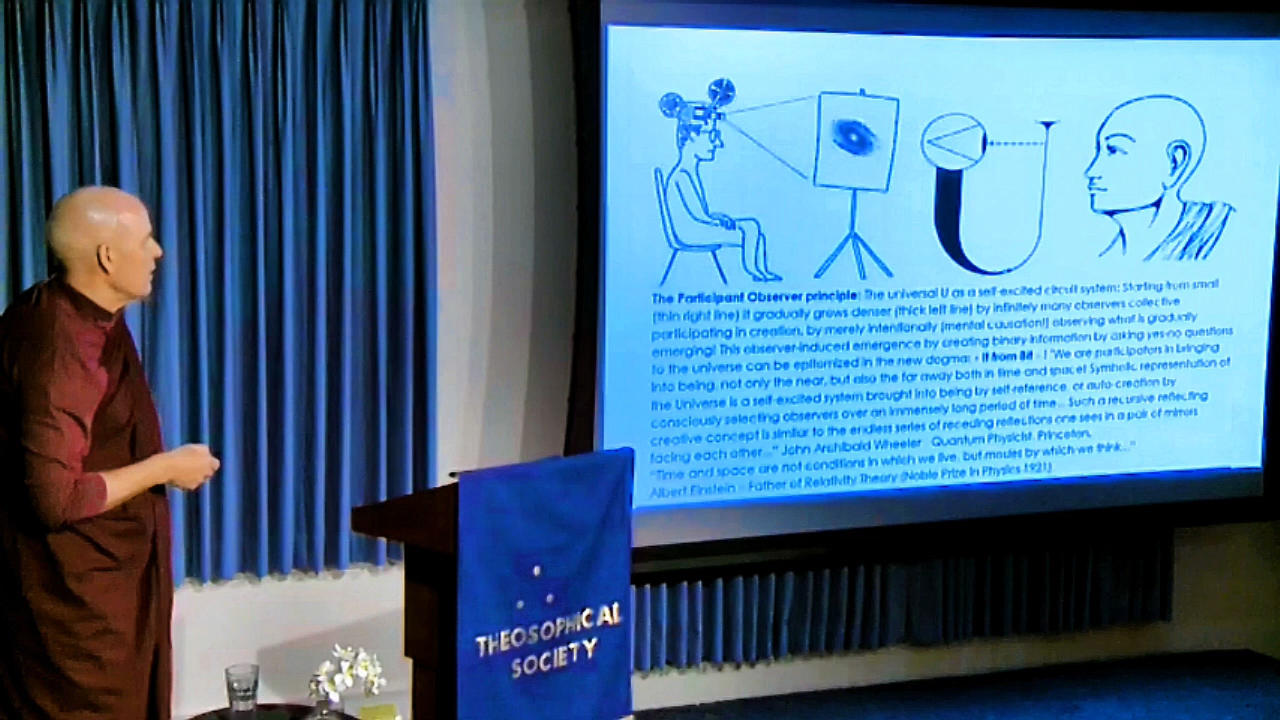 The Participant Observer principle: The universal U as a self-excited circuit system: Starting from small
(thin right line) it gradually grows denser (thick left line) by infinitely many observers collective
participating in creation, by merely intentionally (mental causation!) observing what is gradually
emerging! This observer-induced emergence by creating binary information by asking yes-no questions
to the universe can be epitomized in the new dogma: - It from Bit - ! "We are participators in bringing
into being, not only the near, but also the far away both in time and space! Symbolic representation of
the Universe is a self-excited system brought into being by self-reference, or auto-creation by
consciously selecting observers over an immensely long period of time... Such a recursive reflecting
creative concept is similar to the endless series of receding reflections one sees in a pair of mirrors
facing each other..." John Archibald Wheeler - Quantum Physicist. Princeton.
"Time and space are not conditions in which we live, but modes by which we think..."
Albert Einstein - Father of Relativity Theory (Noble Prize in Physics 1921)
THEOSOPHICAL
SOCIETY